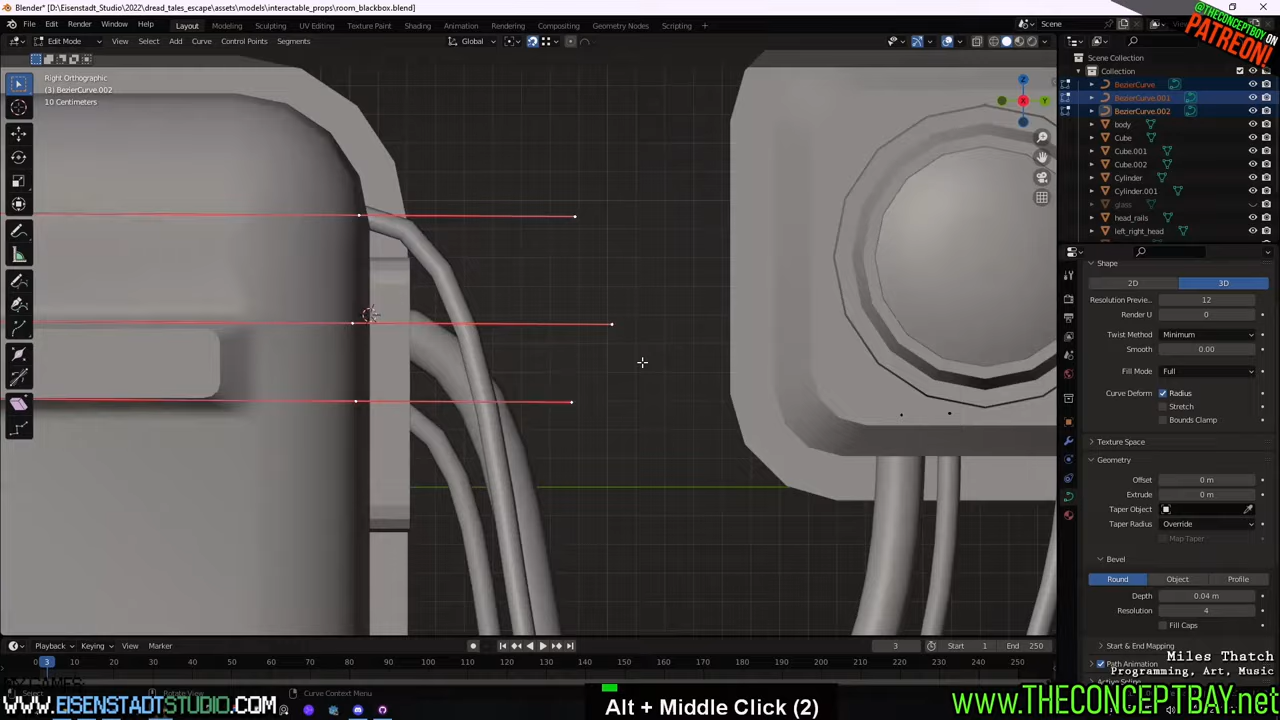 Blender* [D:\Eisenstadt_Studio\2022\dread_tales_escape\assets\models\interactable_props\room_blackbox.blend]
@THECONCEPTBOY ON
PATREON!
File Edit Render Window Help Layout Modeling Sculpting UV Editing Texture Paint Shading Animation Rendering Compositing Geometry Nodes Scripting Scene
Edit Mode View Select Add Curve Control Points Segments Global
Right Orthographic
(3) BezierCurve.002
10 Centimeters
Z
X
Y
Scene Collection
Collection
BezierCurve
BezierCurve.001
BezierCurve.002
body
Cube
Cube.001
Cube.002
Cylinder
Cylinder.001
glass
head_rails
left_right_head
Shape
2D 3D
Resolution Previe.. 12
Render U 0
Twist Method Minimum
Smooth 0.00
Fill Mode Full
Curve Deform Radius
Stretch
Bounds Clamp
Texture Space
Geometry
Offset 0 m
Extrude 0 m
Taper Object
Taper Radius Override
Map Taper
Bevel
Round Object Profile
Depth 0.04 m
Resolution 4
Fill Caps
Start & End Mapping
Path Animation
Playback Keying View Marker 3 Start 1 End 250
0 3 20 30 40 50 60 70 80 90 100 110 120 130 140 150 160 170 180 190 200 210 220 230 240 250
Miles Thatch
Programming, Art, Music
Select Rotate View Curve Context Menu
www.EISENSTADTSTUDIO.COM
Alt + Middle Click (2)
www.THECONCEPTBAY.net